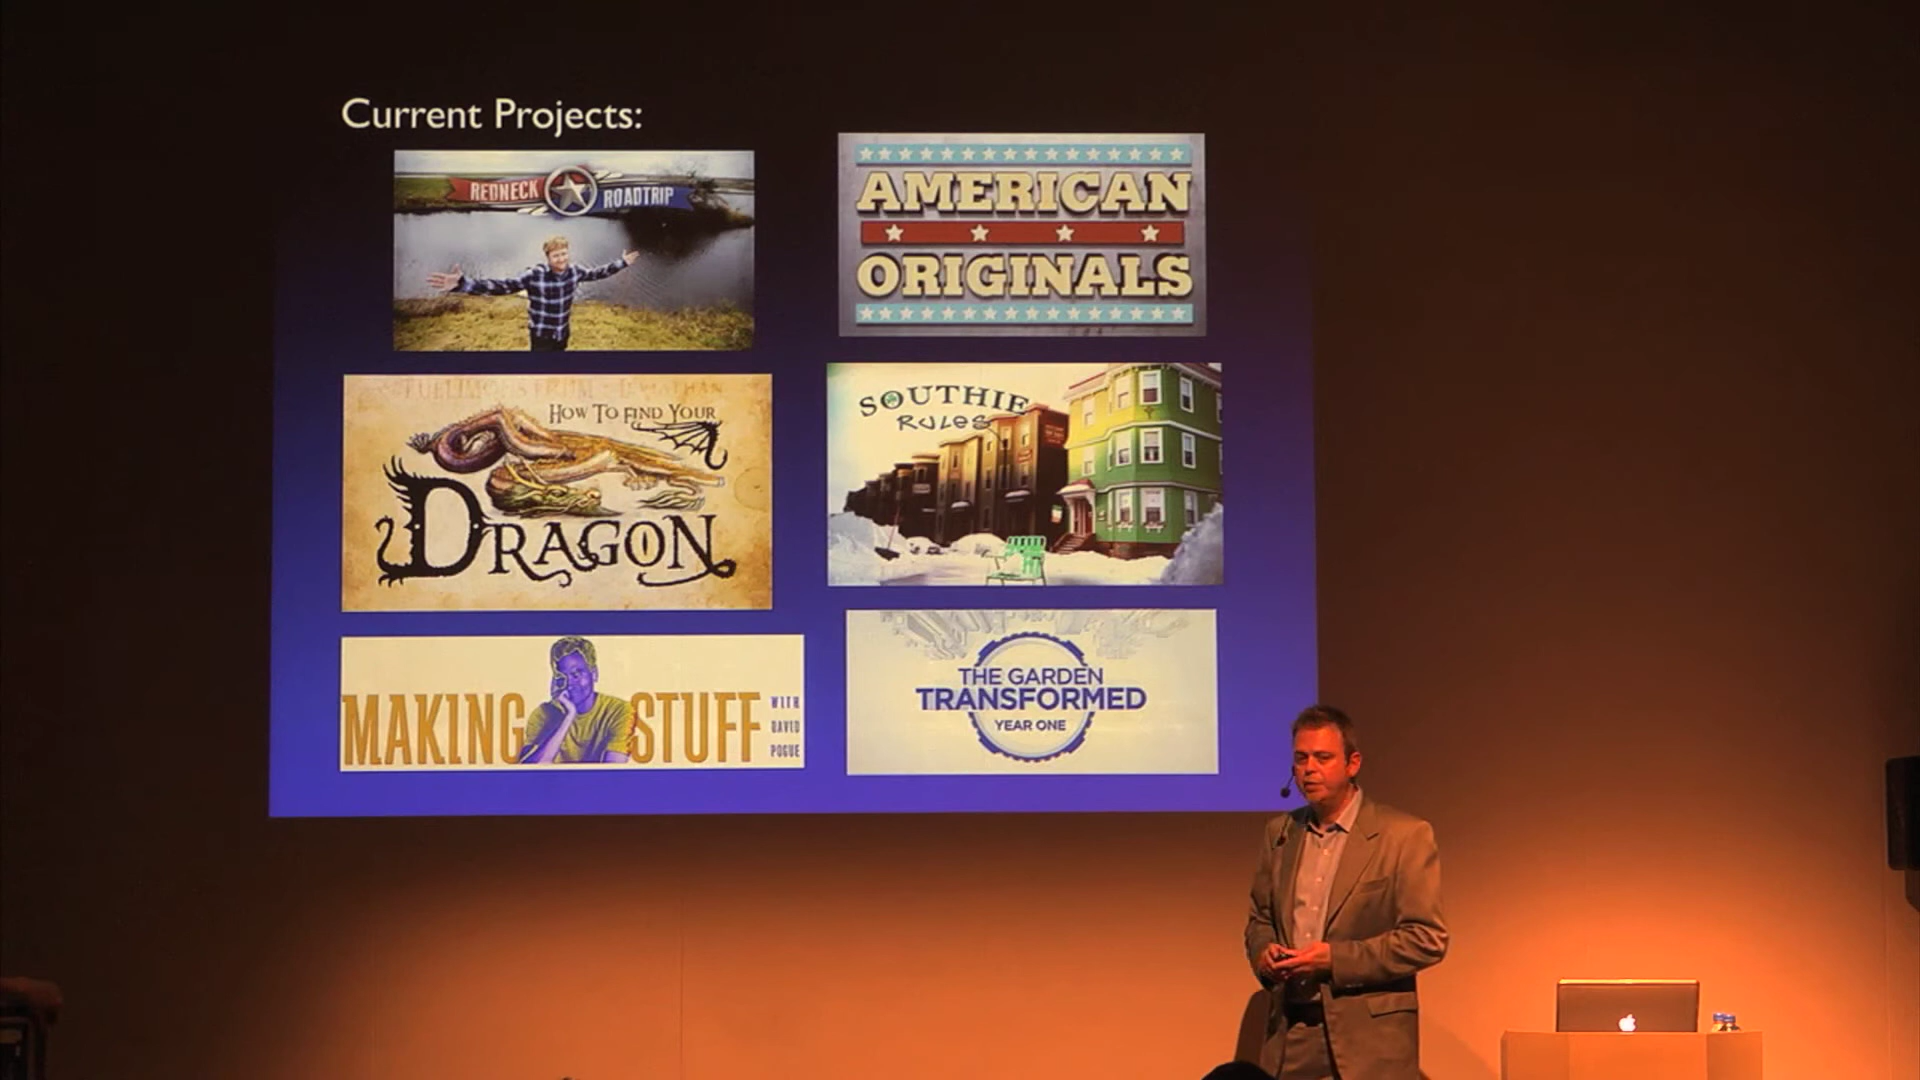 Current Projects:
REDNECK ROADTRIP
AMERICAN
ORIGINALS
HOW TO FIND YOUR
DRAGON
SOUTHIE
RULES
MAKING STUFF
WITH
DAVID
POGUE
THE GARDEN
TRANSFORMED
YEAR ONE